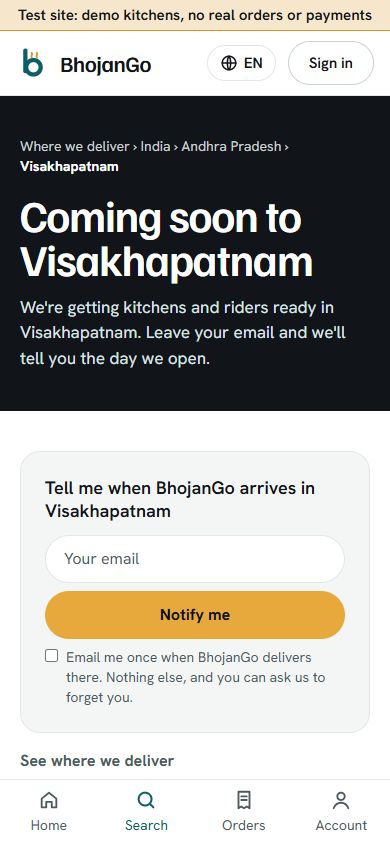 Test site: demo kitchens, no real orders or payments
BhojanGo
EN
Sign in
Where we deliver › India › Andhra Pradesh ›
Visakhapatnam
Coming soon to
Visakhapatnam
We're getting kitchens and riders ready in
Visakhapatnam. Leave your email and we'll
tell you the day we open.
Tell me when BhojanGo arrives in
Visakhapatnam
Your email
Notify me
Email me once when BhojanGo delivers
there. Nothing else, and you can ask us to
forget you.
See where we deliver
Home
Search
Orders
Account